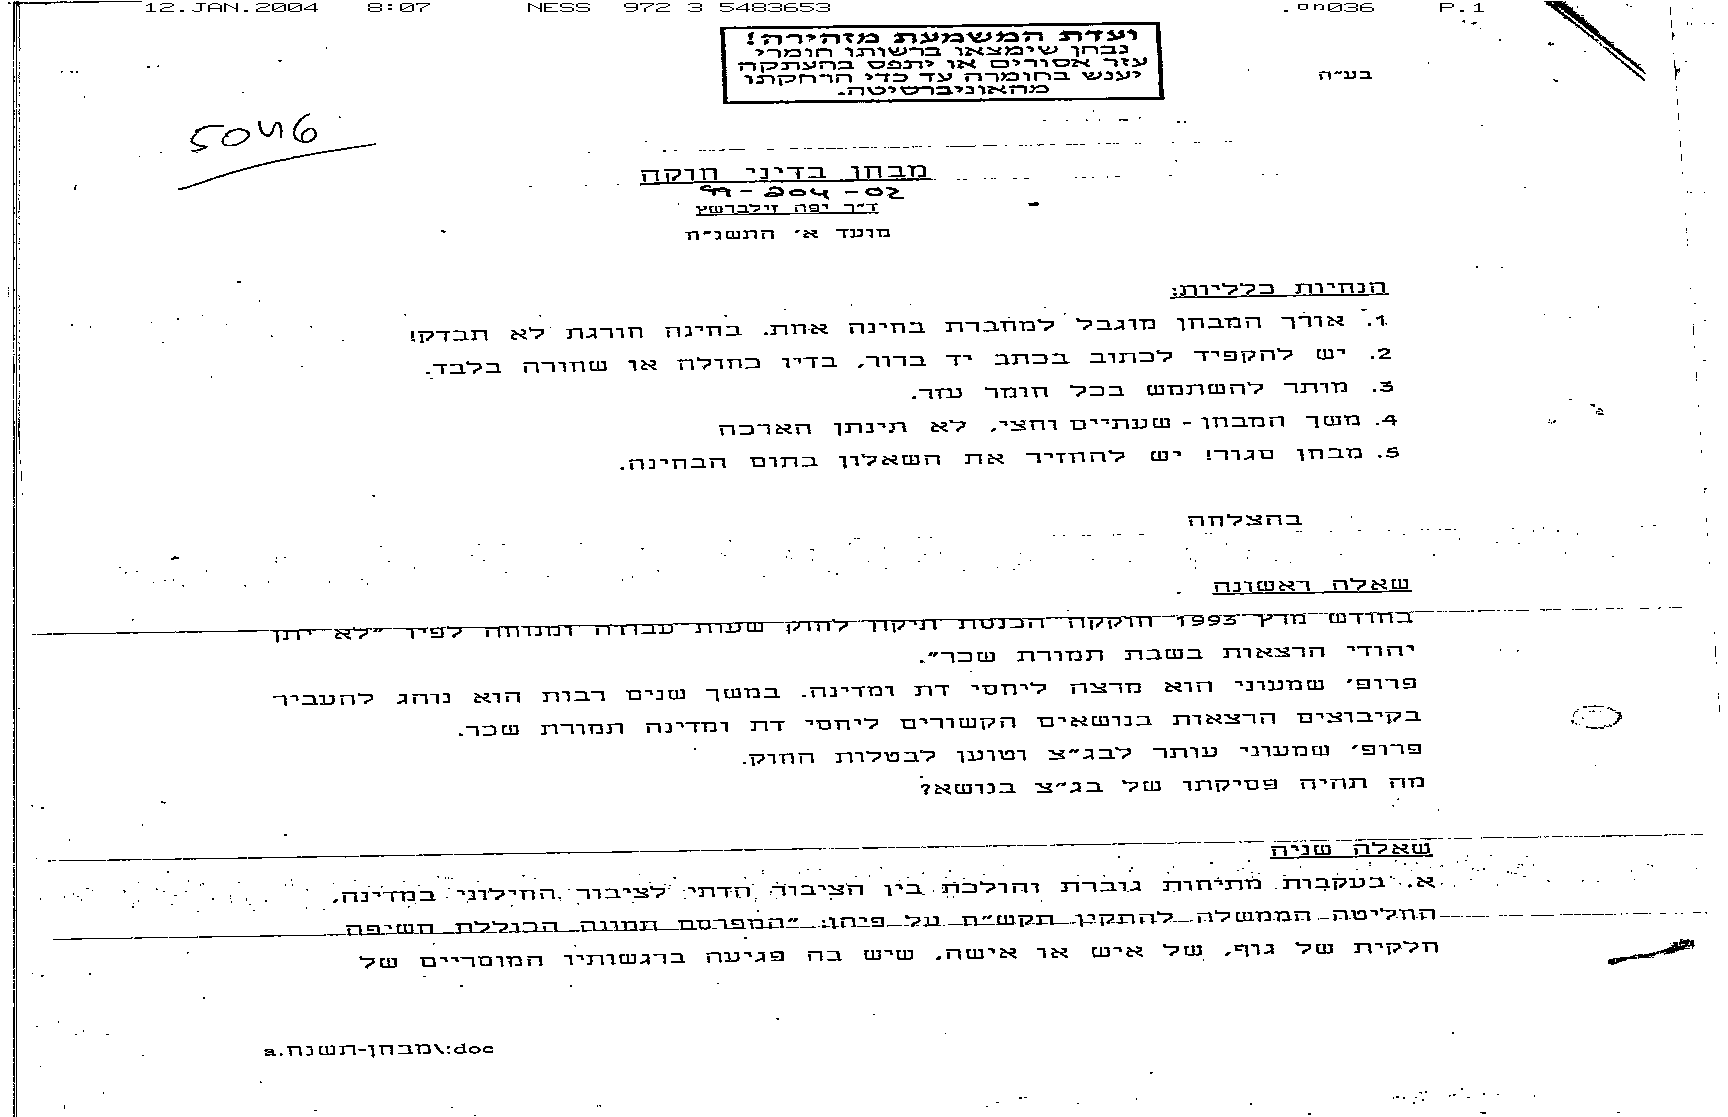 12.JAN.2004 8:07 NESS 972 3 5483653 .סח036 P.1
ועדת המשמעת מזהירה!
נבחן שימצאו ברשותו חומרי
עזר אסורים או יתפס בהעתקה
יענש בחומרה עד כדי הרחקתו
מהאוניברסיטה.
בע״ה
5046
מבחן בדיני חוקה
99-204-02
ד״ר יפה זילברשץ
מועד א׳ התשנ״ח
הנחיות כלליות:
1. אורך המבחן מוגבל למחברת בחינה אחת. בחינה חורגת לא תבדק!
2. יש להקפיד לכתוב בכתב יד ברור, בדיו כחולה או שחורה בלבד.
3. מותר להשתמש בכל חומר עזר.
4. משך המבחן - שעתיים וחצי, לא תינתן הארכה
5. מבחן סגור! יש להחזיר את השאלון בתום הבחינה.
בהצלחה
שאלה ראשונה
בחודש מרץ 1993 חוקקה הכנסת תיקון לחוק שעות עבודה ומנוחה לפיו ״לא יתן
יהודי הרצאות בשבת תמורת שכר״.
פרופ׳ שמעוני הוא מרצה ליחסי דת ומדינה. במשך שנים רבות הוא נוהג להעביר
בקיבוצים הרצאות בנושאים הקשורים ליחסי דת ומדינה תמורת שכר.
פרופ׳ שמעוני עותר לבג״צ וטוען לבטלות החוק.
מה תהיה פסיקתו של בג״צ בנושא?
שאלה שניה
א. בעקבות מתיחות גוברת והולכת בין הציבור הדתי לציבור החילוני במדינה,
החליטה הממשלה להתקין תקש״ח על פיהן: ״המפרסם תמונה הכוללת חשיפה
חלקית של גוף, של איש או אישה, שיש בה פגיעה ברגשותיו המוסריים של
a.מבחן-תשנח\:doc